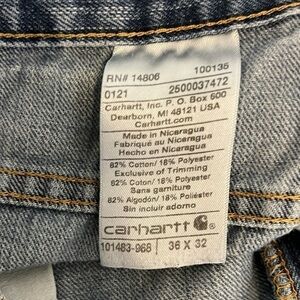 RN# 14806 100135
0121 2500037472
Carhartt, Inc. P. O. Box 600
Dearborn, MI 48121 USA
Carhartt.com
Made in Nicaragua
Fabriqué au Nicaragua
Hecho en Nicaragua
82% Cotton/ 18% Polyester
Exclusive of Trimming
82% Coton/ 18% Polyester
Sans garniture
82% Algodón/ 18% Poliéster
Sin incluir adorno
carhartt
101483-968 36 X 32